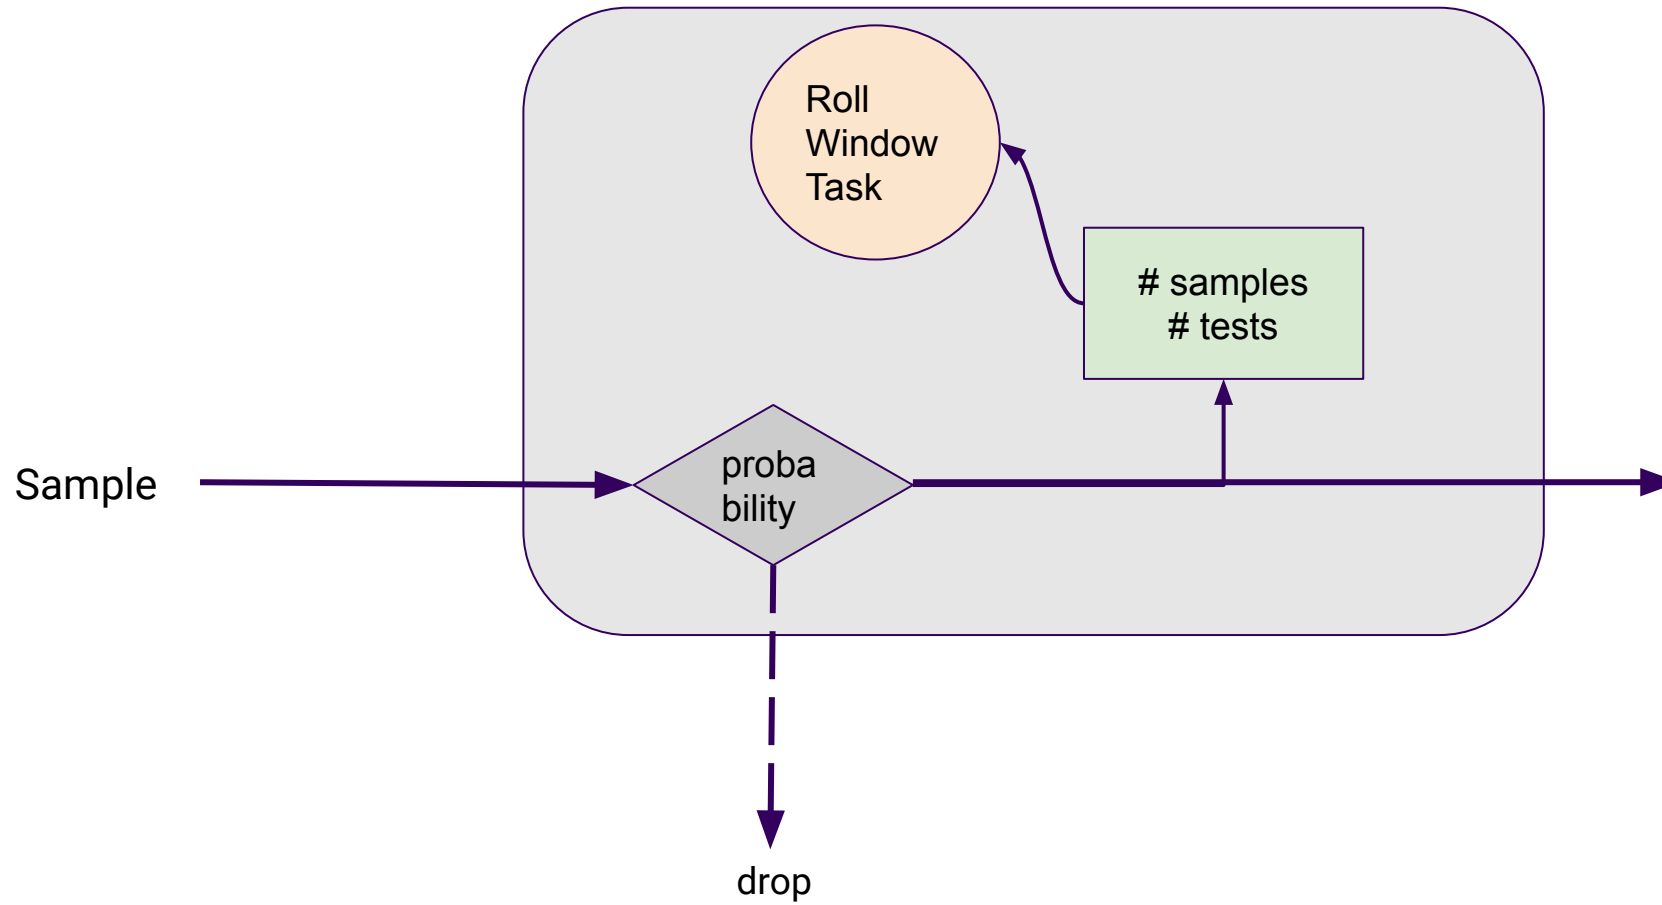 Roll
Window
Task
# samples
# tests
Sample
proba
bility
drop